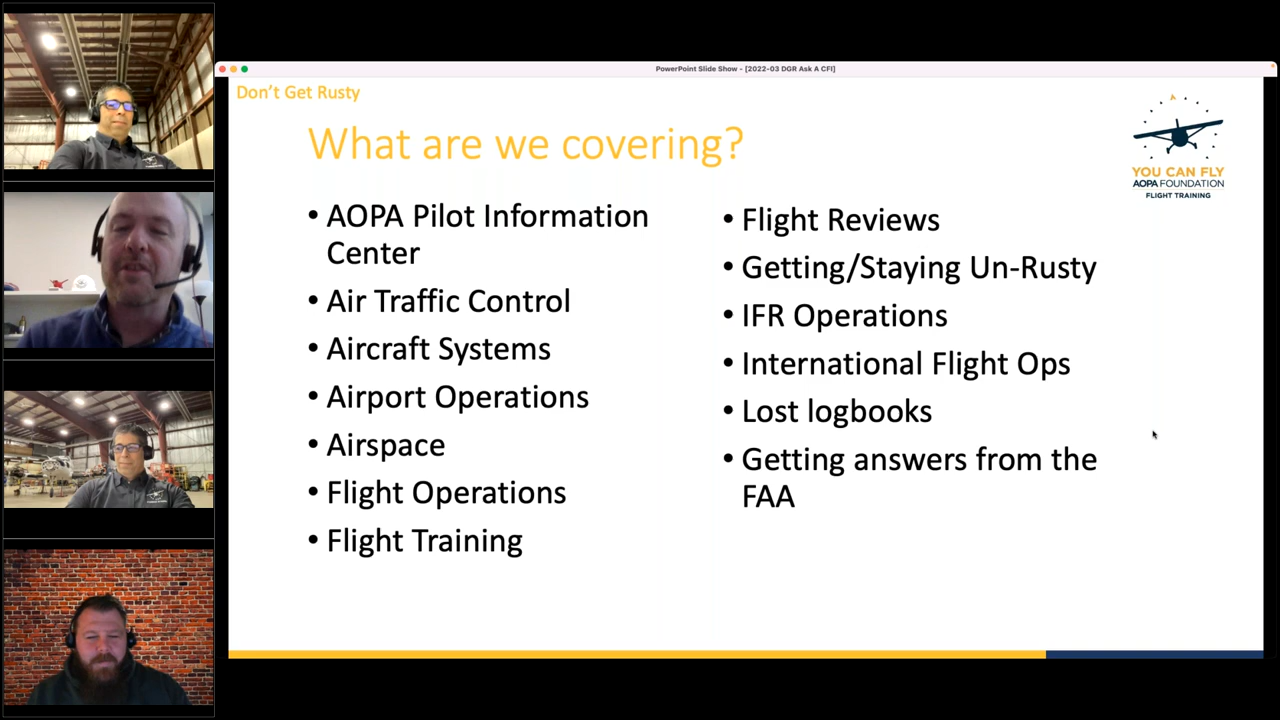 PowerPoint Slide Show - [2022-03 DGR Ask A CFI]
Don't Get Rusty
What are we covering?
• AOPA Pilot Information
Center
• Air Traffic Control
• Aircraft Systems
• Airport Operations
• Airspace
• Flight Operations
• Flight Training
• Flight Reviews
• Getting/Staying Un-Rusty
• IFR Operations
• International Flight Ops
• Lost logbooks
• Getting answers from the
FAA
YOU CAN FLY
AOPA FOUNDATION
FLIGHT TRAINING